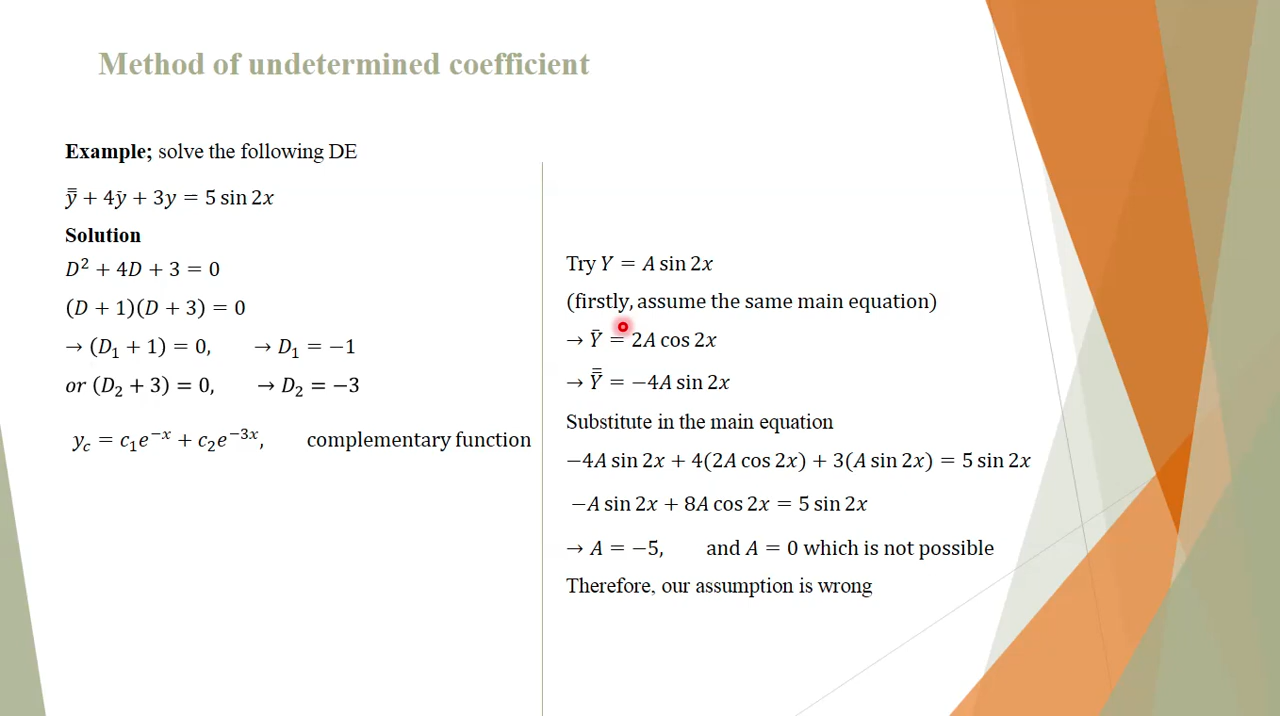 Method of undetermined coefficient
Example; solve the following DE
ȳ̄ + 4ȳ + 3y = 5 sin 2x
Solution
D² + 4D + 3 = 0
(D + 1)(D + 3) = 0
→ (D₁ + 1) = 0, → D₁ = −1
or (D₂ + 3) = 0, → D₂ = −3
y_c = c₁e⁻ˣ + c₂e⁻³ˣ, complementary function
Try Y = A sin 2x
(firstly, assume the same main equation)
→ Ȳ = 2A cos 2x
→ Ȳ̄ = −4A sin 2x
Substitute in the main equation
−4A sin 2x + 4(2A cos 2x) + 3(A sin 2x) = 5 sin 2x
−A sin 2x + 8A cos 2x = 5 sin 2x
→ A = −5, and A = 0 which is not possible
Therefore, our assumption is wrong